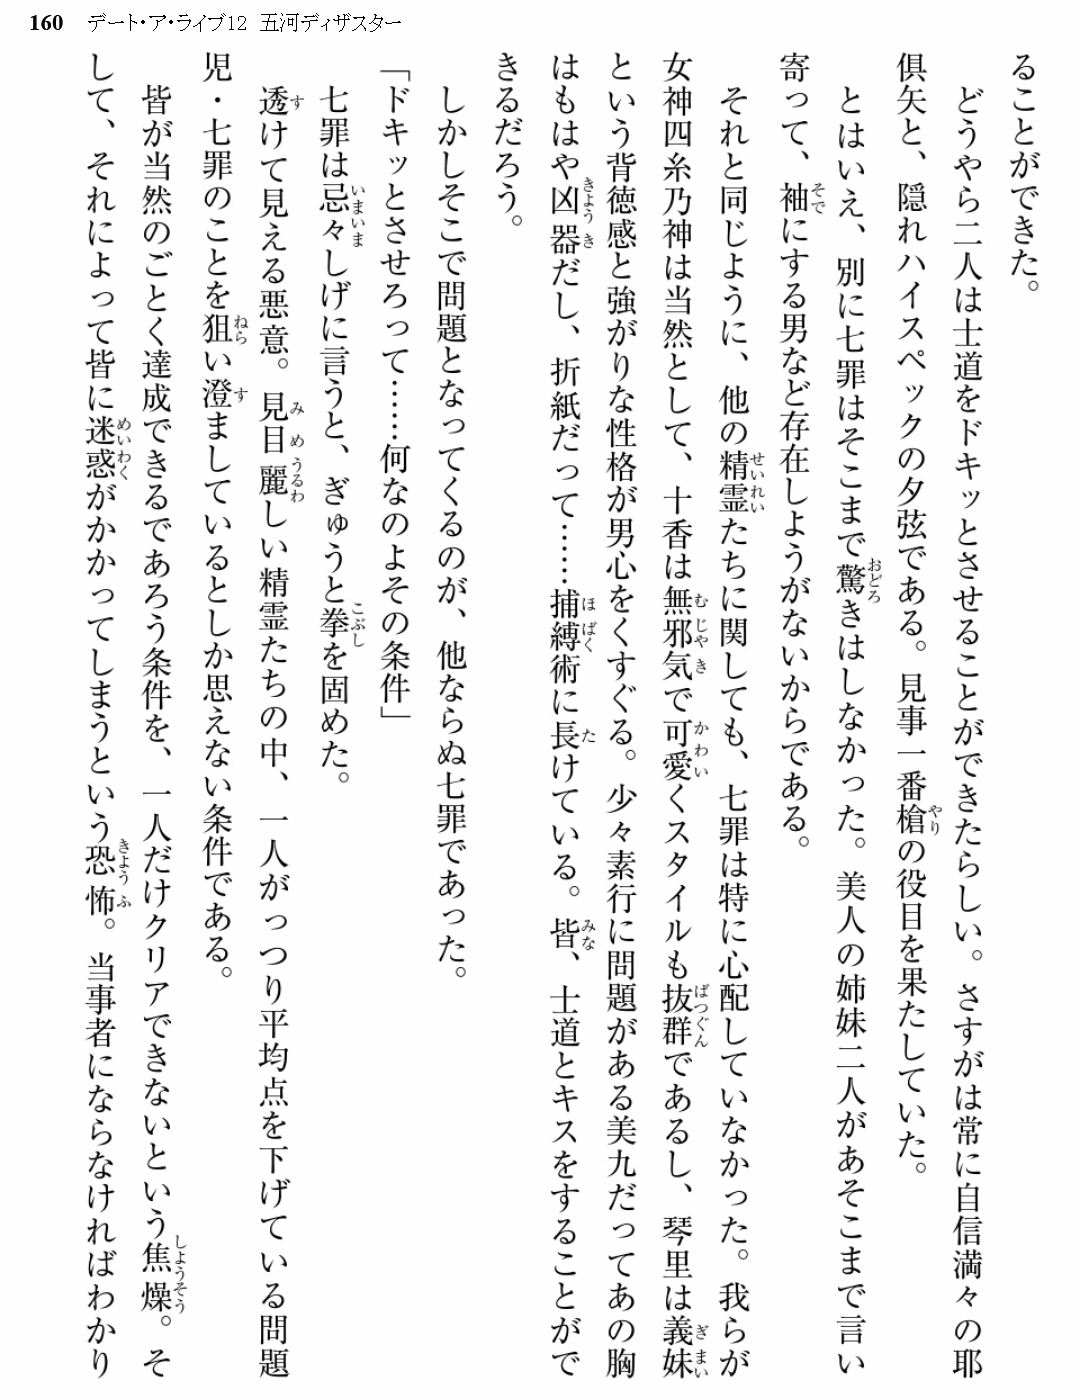 160 デート・ア・ライブ12 五河ディザスター
ることができた。
どうやら二人は士道をドキッとさせることができたらしい。さすがは常に自信満々の耶
俱矢と、隠れハイスペックの夕弦である。見事一番槍の役目を果たしていた。
とはいえ、別に七罪はそこまで驚きはしなかった。美人の姉妹二人があそこまで言い
寄って、袖にする男など存在しようがないからである。
それと同じように、他の精霊たちに関しても、七罪は特に心配していなかった。我らが
女神四糸乃神は当然として、十香は無邪気で可愛くスタイルも抜群であるし、琴里は義妹
という背徳感と強がりな性格が男心をくすぐる。少々素行に問題がある美九だってあの胸
はもはや凶器だし、折紙だって……捕縛術に長けている。皆、士道とキスをすることがで
きるだろう。
しかしそこで問題となってくるのが、他ならぬ七罪であった。
「ドキッとさせろって……何なのよその条件」
七罪は忌々しげに言うと、ぎゅうと拳を固めた。
透けて見える悪意。見目麗しい精霊たちの中、一人がっつり平均点を下げている問題
児・七罪のことを狙い澄ましているとしか思えない条件である。
皆が当然のごとく達成できるであろう条件を、一人だけクリアできないという焦燥。そ
して、それによって皆に迷惑がかかってしまうという恐怖。当事者にならなければわかり